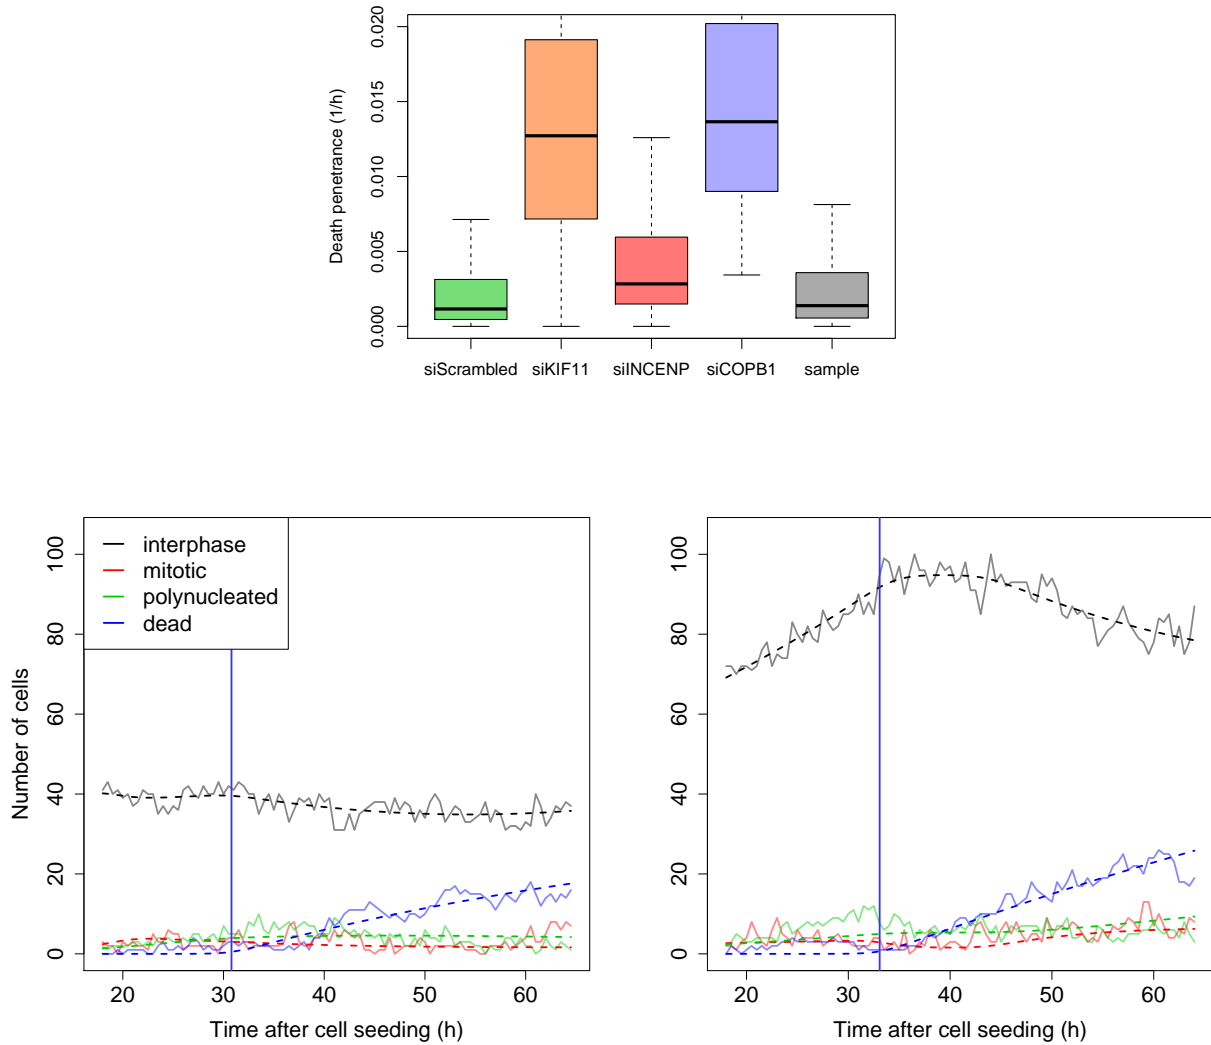 Death penetrance (1/h)
0.020
0.015
0.010
0.005
0.000
siScrambled siKIF11 siINCENP siCOPB1 sample
interphase
mitotic
polynucleated
dead
Number of cells
100
80
60
40
20
0
20 30 40 50 60
Time after cell seeding (h)
100
80
60
40
20
0
20 30 40 50 60
Time after cell seeding (h)